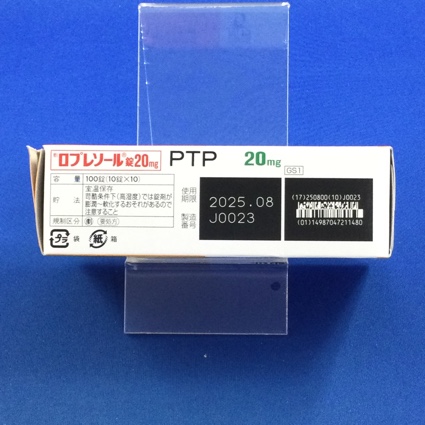 ロプレソール®錠20mg PTP 20mg
GS1
容量 100錠(10錠×10)
貯法 室温保存
苛酷条件下(高湿度)では錠剤が
膨潤~軟化するおそれがあるので
注意すること
規制区分 劇 処方
使用期限 2025.08
製造番号 J0023
(17)250800(10)J0023
(01)14987047211480
プラ 袋 紙 箱